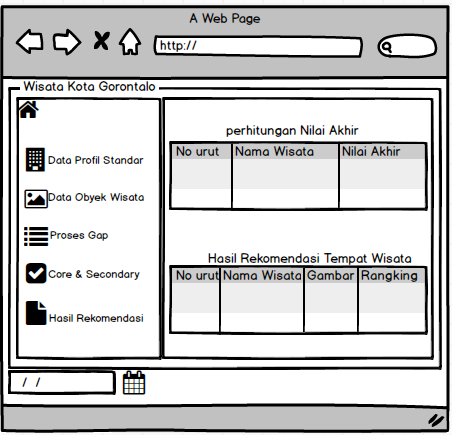 A Web Page
http://
Wisata Kota Gorontalo
Data Profil Standar
Data Obyek Wisata
Proses Gap
Core & Secondary
Hasil Rekomendasi
perhitungan Nilai Akhir
No urut Nama Wisata Nilai Akhir
Hasil Rekomendasi Tempat Wisata
No urut Nama Wisata Gambar Rangking
/ /